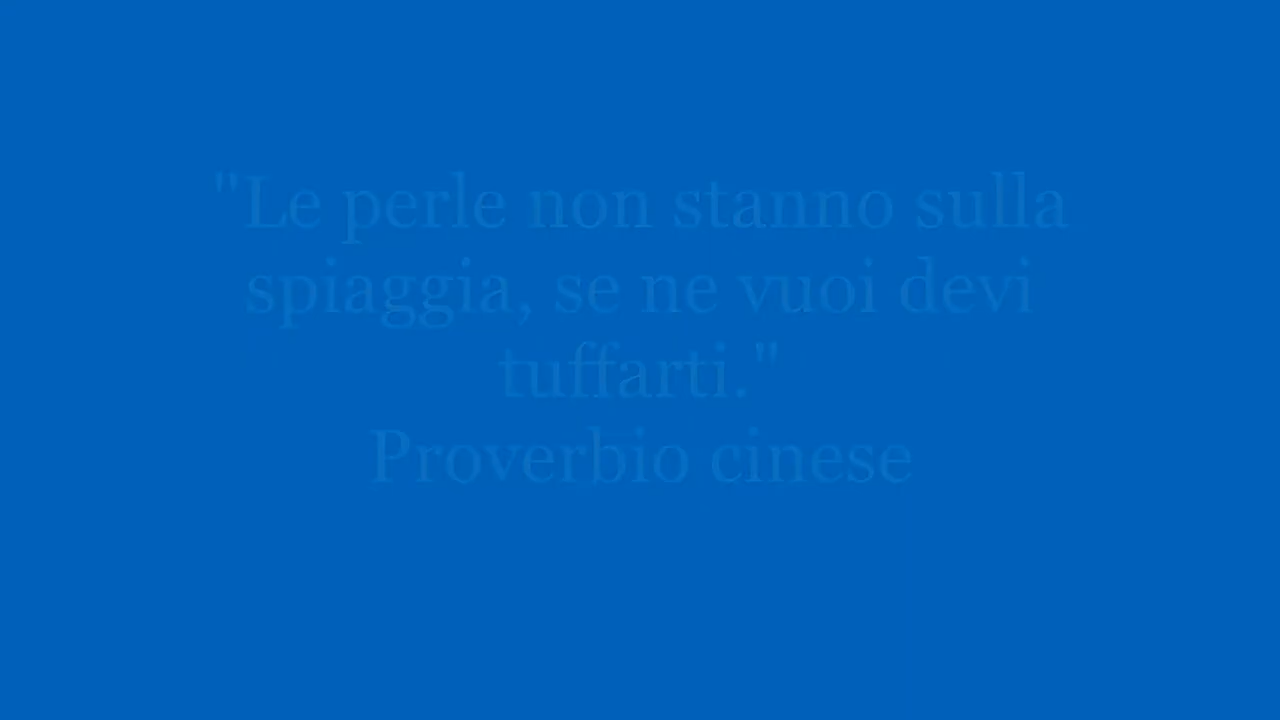 "Le perle non stanno sulla
spiaggia, se ne vuoi devi
tuffarti."
Proverbio cinese